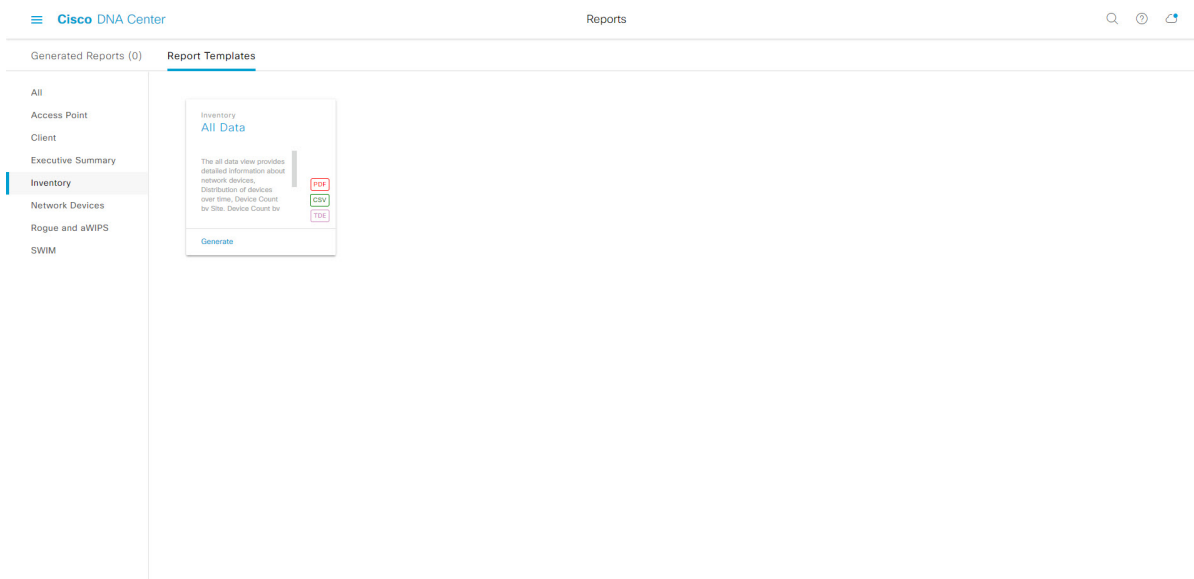 Cisco DNA Center
Reports
Generated Reports (0)
Report Templates
All
Access Point
Client
Executive Summary
Inventory
Network Devices
Rogue and aWIPS
SWIM
Inventory
All Data
The all data view provides
detailed information about
network devices,
Distribution of devices
over time, Device Count
by Site, Device Count by
PDF
CSV
TDE
Generate